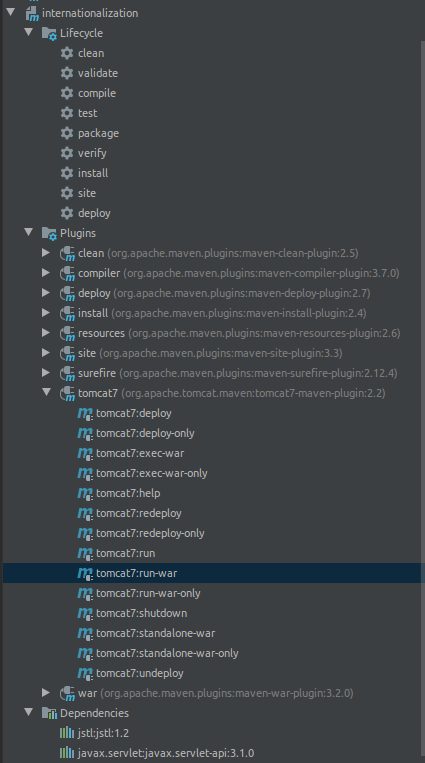 internationalization
Lifecycle
clean
validate
compile
test
package
verify
install
site
deploy
Plugins
clean (org.apache.maven.plugins:maven-clean-plugin:2.5)
compiler (org.apache.maven.plugins:maven-compiler-plugin:3.7.0)
deploy (org.apache.maven.plugins:maven-deploy-plugin:2.7)
install (org.apache.maven.plugins:maven-install-plugin:2.4)
resources (org.apache.maven.plugins:maven-resources-plugin:2.6)
site (org.apache.maven.plugins:maven-site-plugin:3.3)
surefire (org.apache.maven.plugins:maven-surefire-plugin:2.12.4)
tomcat7 (org.apache.tomcat.maven:tomcat7-maven-plugin:2.2)
tomcat7:deploy
tomcat7:deploy-only
tomcat7:exec-war
tomcat7:exec-war-only
tomcat7:help
tomcat7:redeploy
tomcat7:redeploy-only
tomcat7:run
tomcat7:run-war
tomcat7:run-war-only
tomcat7:shutdown
tomcat7:standalone-war
tomcat7:standalone-war-only
tomcat7:undeploy
war (org.apache.maven.plugins:maven-war-plugin:3.2.0)
Dependencies
jstl:jstl:1.2
javax.servlet:javax.servlet-api:3.1.0